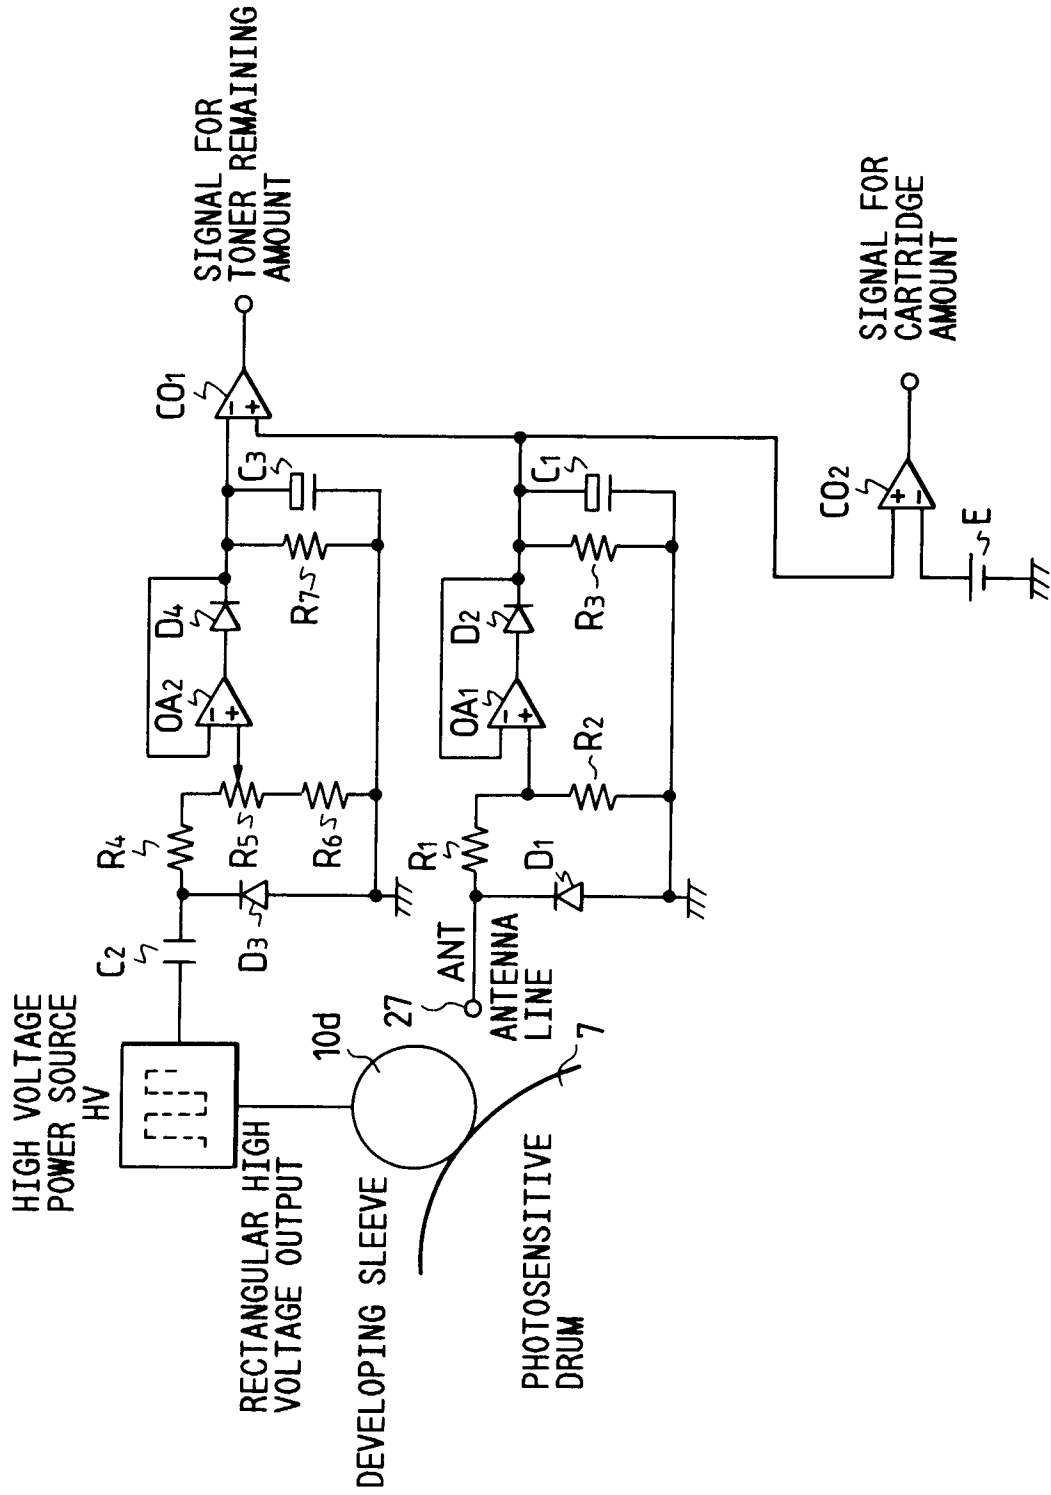 HIGH VOLTAGE
POWER SOURCE
HV
RECTANGULAR HIGH
VOLTAGE OUTPUT
DEVELOPING SLEEVE
10d
PHOTOSENSITIVE
DRUM
7
27
ANT
ANTENNA
LINE
C2
R4
D3
R5
R6
OA2
-
+
D4
R7
C3
CO1
-
+
SIGNAL FOR
TONER REMAINING
AMOUNT
R1
D1
R2
OA1
-
+
D2
R3
C1
CO2
+
-
E
SIGNAL FOR
CARTRIDGE
AMOUNT